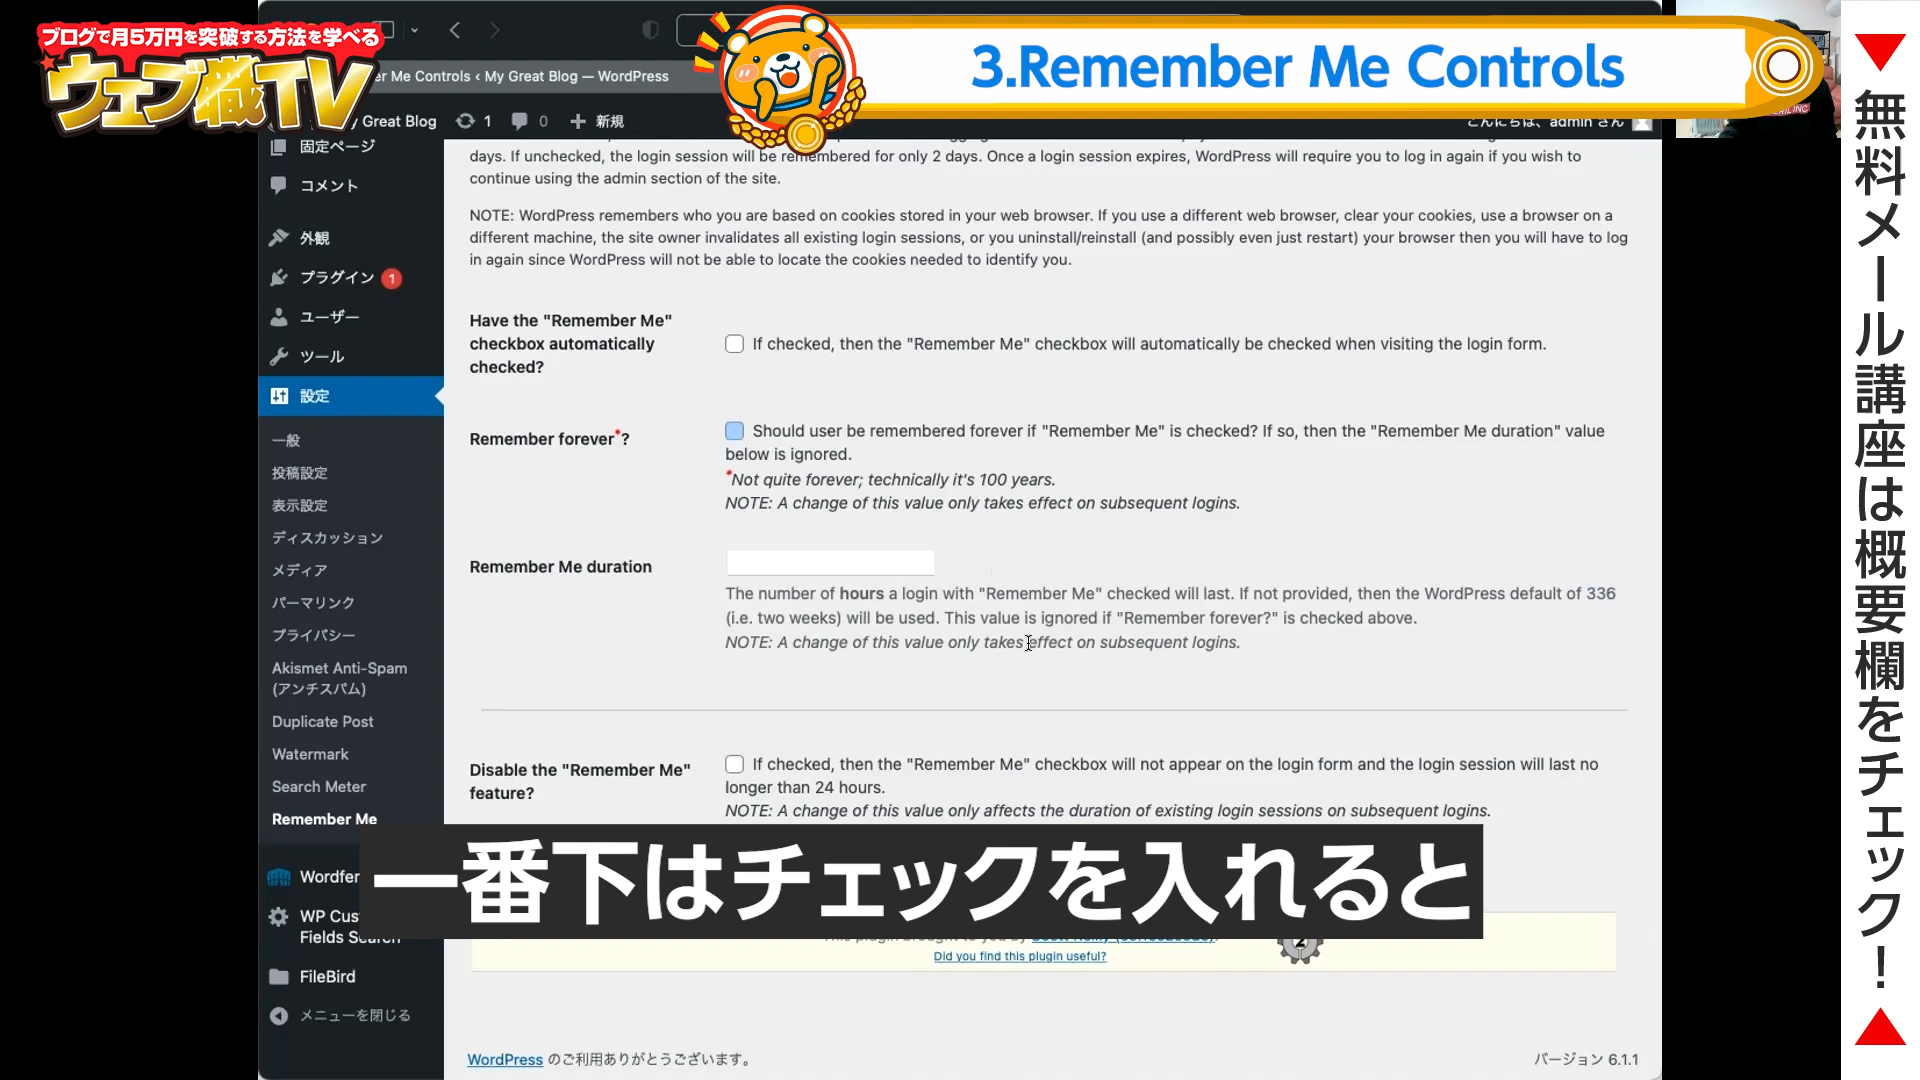 ブログで月5万円を突破する方法を学べる
ウェブ職TV
3.Remember Me Controls
er Me Controls ‹ My Great Blog — WordPress
y Great Blog
1
0
新規
こんにちは、admin さん
固定ページ
コメント
外観
プラグイン 1
ユーザー
ツール
設定
一般
投稿設定
表示設定
ディスカッション
メディア
パーマリンク
プライバシー
Akismet Anti-Spam
(アンチスパム)
Duplicate Post
Watermark
Search Meter
Remember Me
Wordfen
WP Cus
Fields Search
FileBird
メニューを閉じる
days. If unchecked, the login session will be remembered for only 2 days. Once a login session expires, WordPress will require you to log in again if you wish to
continue using the admin section of the site.
NOTE: WordPress remembers who you are based on cookies stored in your web browser. If you use a different web browser, clear your cookies, use a browser on a
different machine, the site owner invalidates all existing login sessions, or you uninstall/reinstall (and possibly even just restart) your browser then you will have to log
in again since WordPress will not be able to locate the cookies needed to identify you.
Have the "Remember Me"
checkbox automatically
checked?
If checked, then the "Remember Me" checkbox will automatically be checked when visiting the login form.
Remember forever*?
Should user be remembered forever if "Remember Me" is checked? If so, then the "Remember Me duration" value
below is ignored.
*Not quite forever; technically it's 100 years.
NOTE: A change of this value only takes effect on subsequent logins.
Remember Me duration
The number of hours a login with "Remember Me" checked will last. If not provided, then the WordPress default of 336
(i.e. two weeks) will be used. This value is ignored if "Remember forever?" is checked above.
NOTE: A change of this value only takes effect on subsequent logins.
Disable the "Remember Me"
feature?
If checked, then the "Remember Me" checkbox will not appear on the login form and the login session will last no
longer than 24 hours.
NOTE: A change of this value only affects the duration of existing login sessions on subsequent logins.
一番下はチェックを入れると
Did you find this plugin useful?
2
WordPress のご利用ありがとうございます。
バージョン 6.1.1
▼無料メール講座は概要欄をチェック！▲